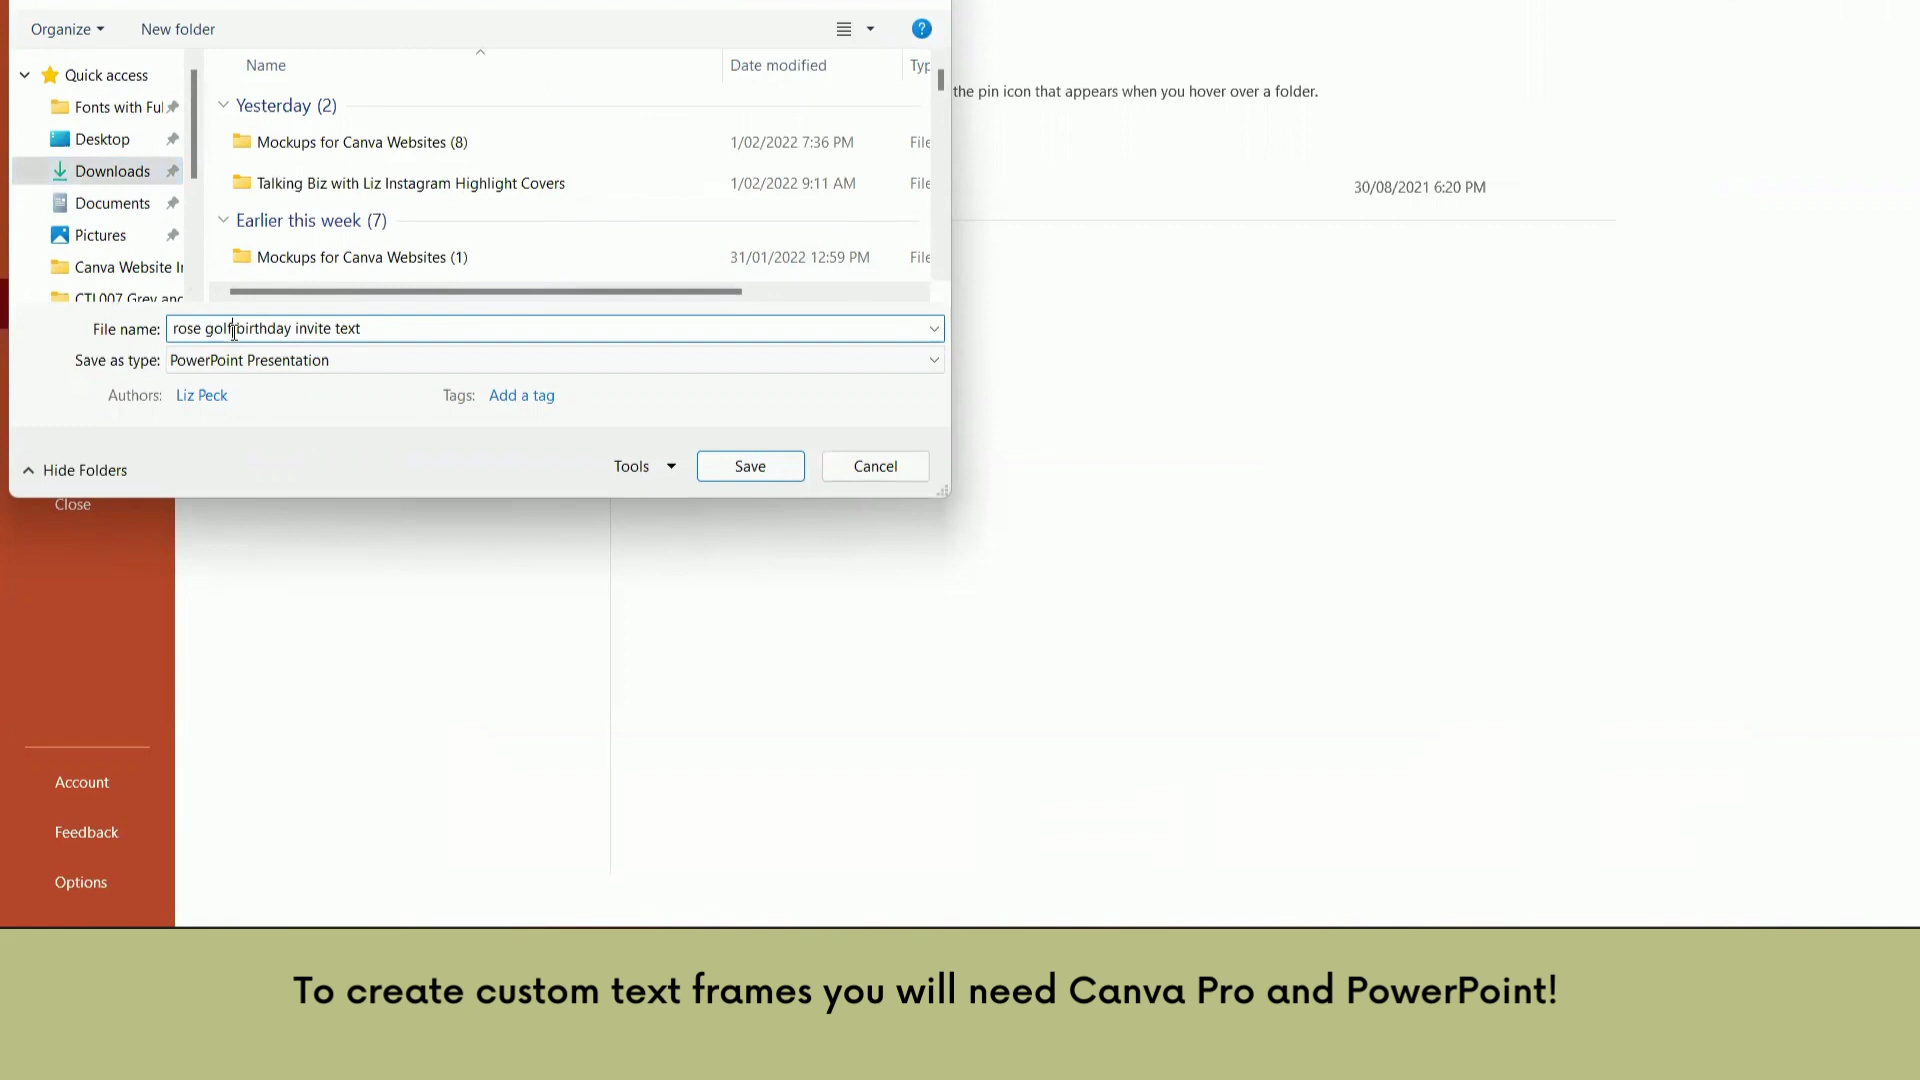 Organize
New folder
?
Name
Date modified
Typ
Quick access
Fonts with Ful
Desktop
Downloads
Documents
Pictures
Canva Website Ir
CTL007 Grey and
Yesterday (2)
Mockups for Canva Websites (8)
1/02/2022 7:36 PM
File
Talking Biz with Liz Instagram Highlight Covers
1/02/2022 9:11 AM
File
Earlier this week (7)
Mockups for Canva Websites (1)
31/01/2022 12:59 PM
File
the pin icon that appears when you hover over a folder.
30/08/2021 6:20 PM
File name: rose golf birthday invite text
Save as type: PowerPoint Presentation
Authors: Liz Peck
Tags: Add a tag
Hide Folders
Tools
Save
Cancel
Close
Account
Feedback
Options
To create custom text frames you will need Canva Pro and PowerPoint!